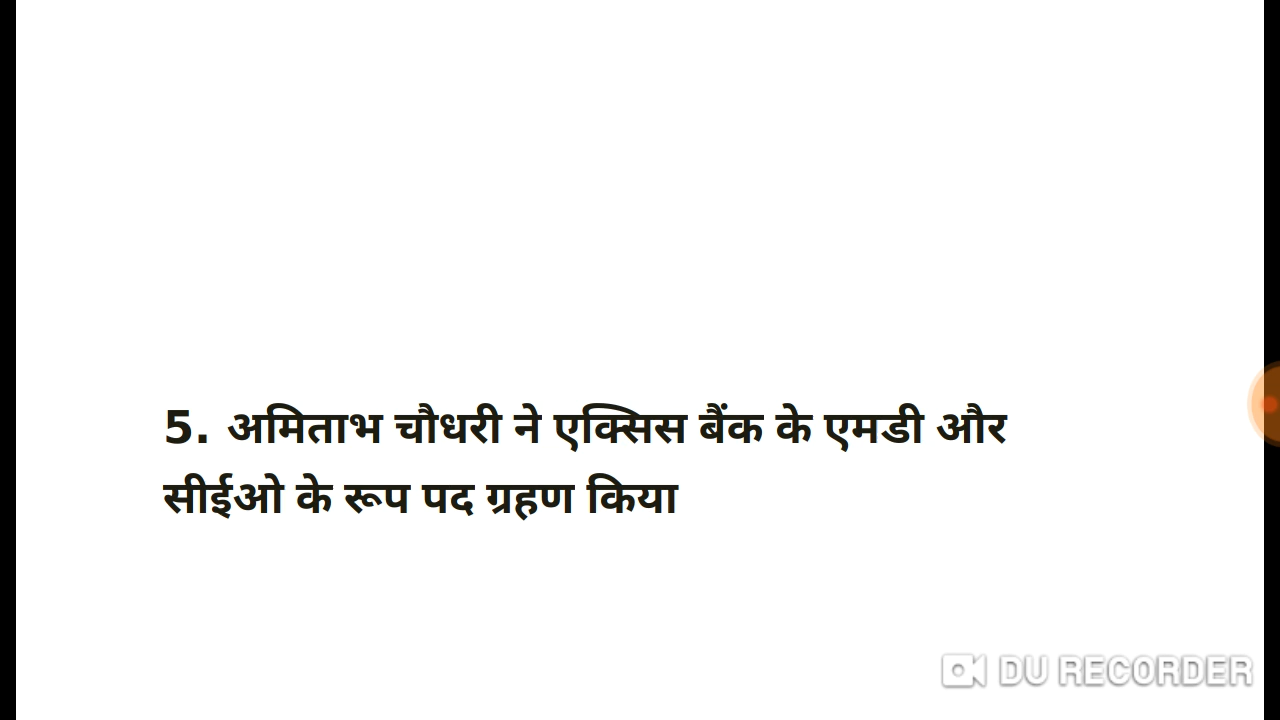 5. अमिताभ चौधरी ने एक्सिस बैंक के एमडी और
सीईओ के रूप पद ग्रहण किया
DU RECORDER